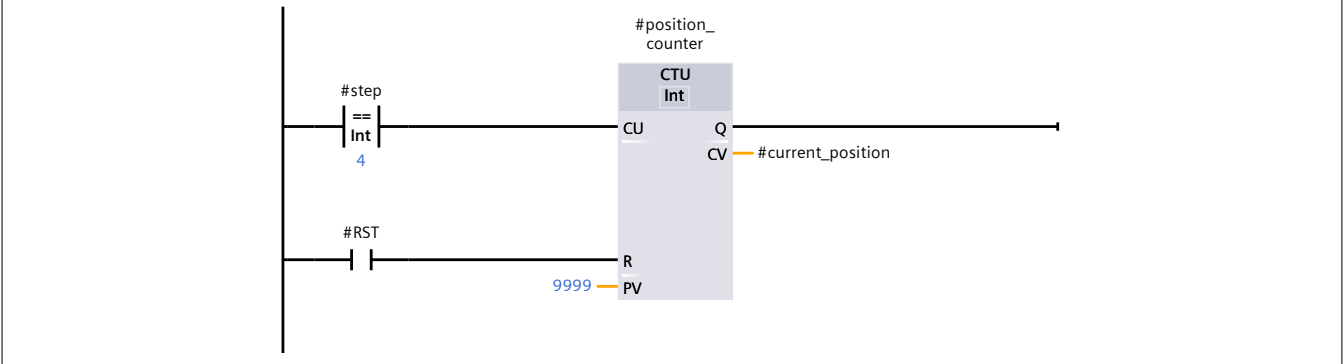 #position_
counter
CTU
Int
#step
==
Int
4
CU
Q
CV
#current_position
#RST
R
9999
PV